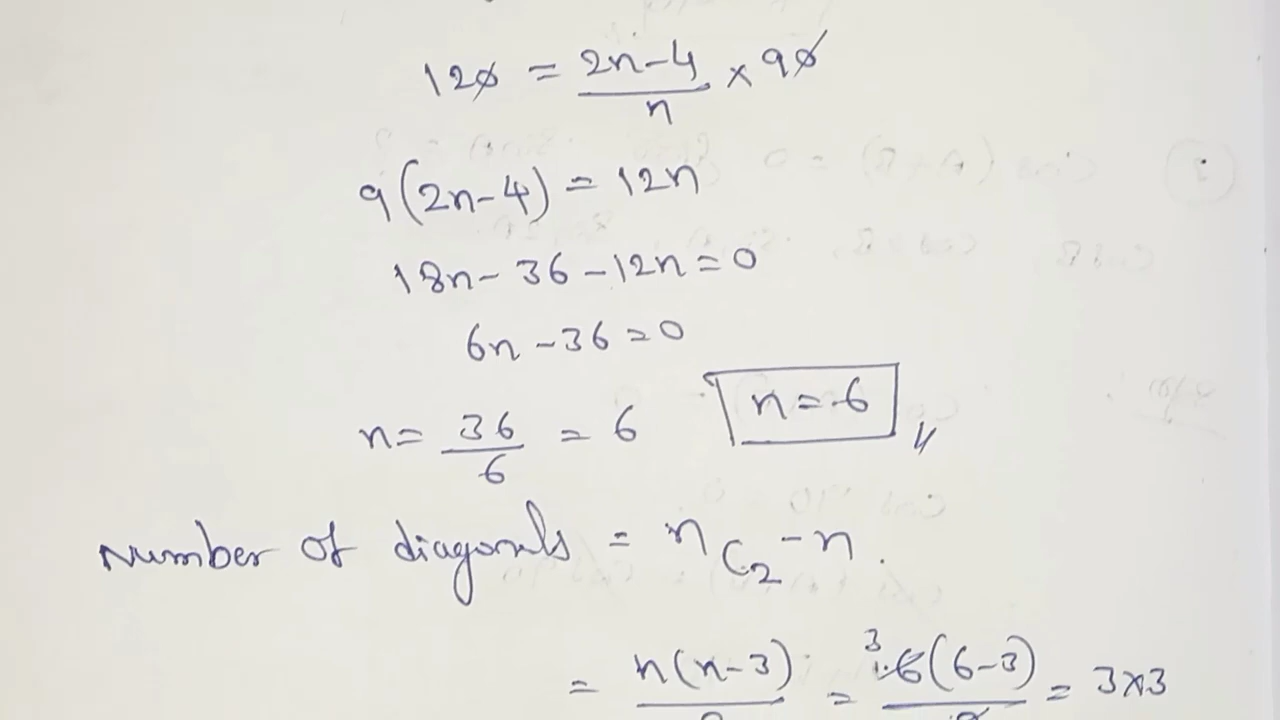 120 = (2n-4)/n × 90
9(2n-4) = 12n
18n - 36 - 12n = 0
6n - 36 = 0
n = 36/6 = 6 n = 6
Number of diagonals = nC2 - n.
= n(n-3)/2 = 6(6-3)/2 = 3×3